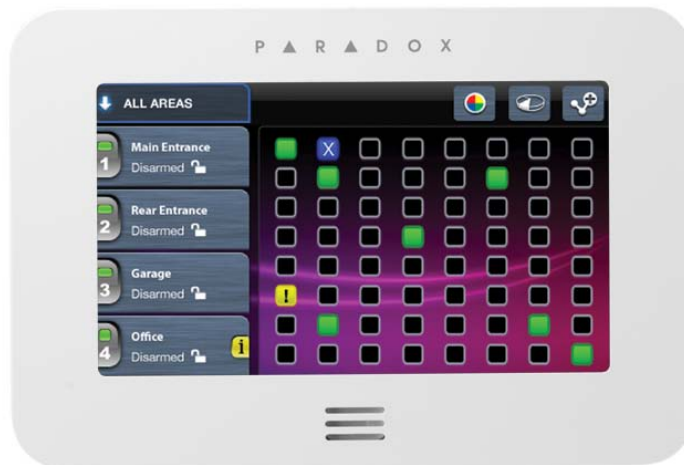 PARADOX
ALL AREAS
1 Main Entrance
Disarmed
X
2 Rear Entrance
Disarmed
3 Garage
Disarmed
!
4 Office
Disarmed
i